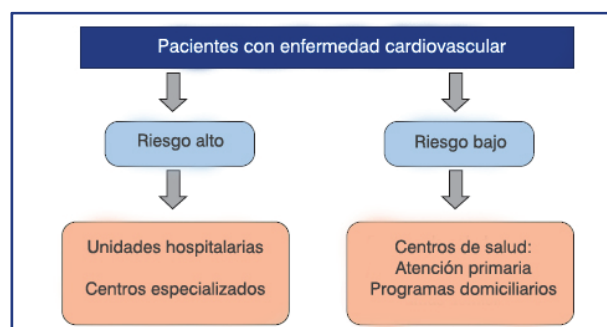 Pacientes con enfermedad cardiovascular
Riesgo alto
Riesgo bajo
Unidades hospitalarias
Centros especializados
Centros de salud:
Atención primaria
Programas domiciliarios